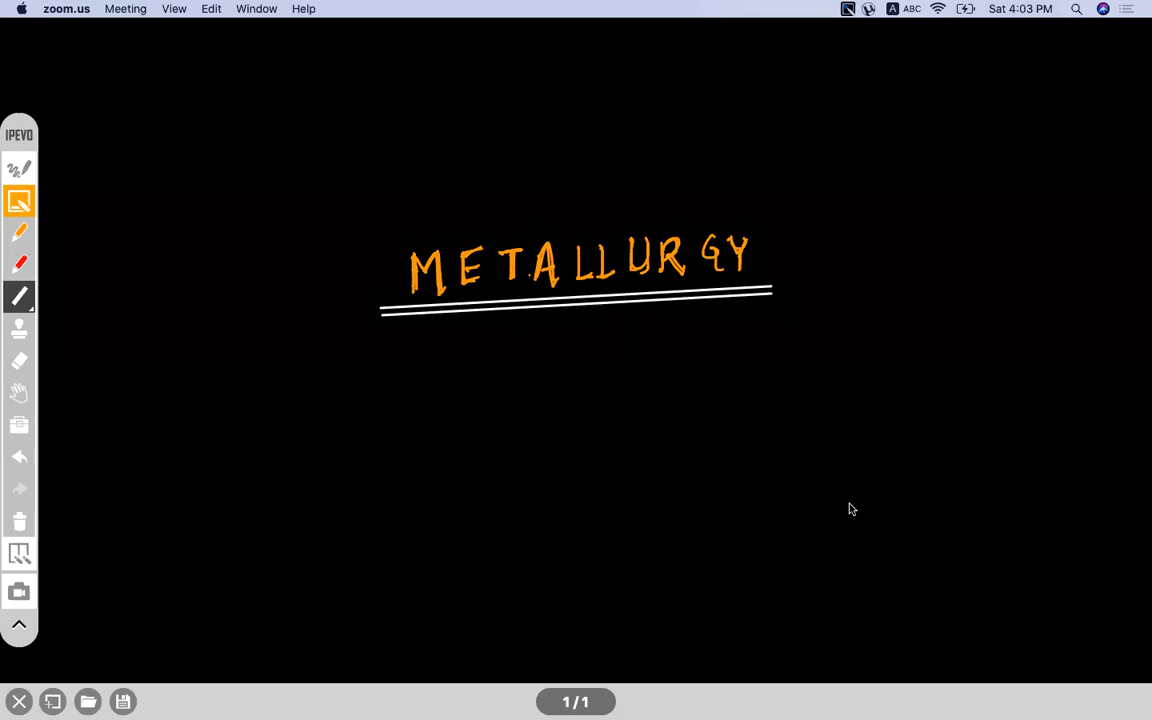 zoom.us Meeting View Edit Window Help A ABC Sat 4:03 PM
IPEVO
METALLURGY
1/1